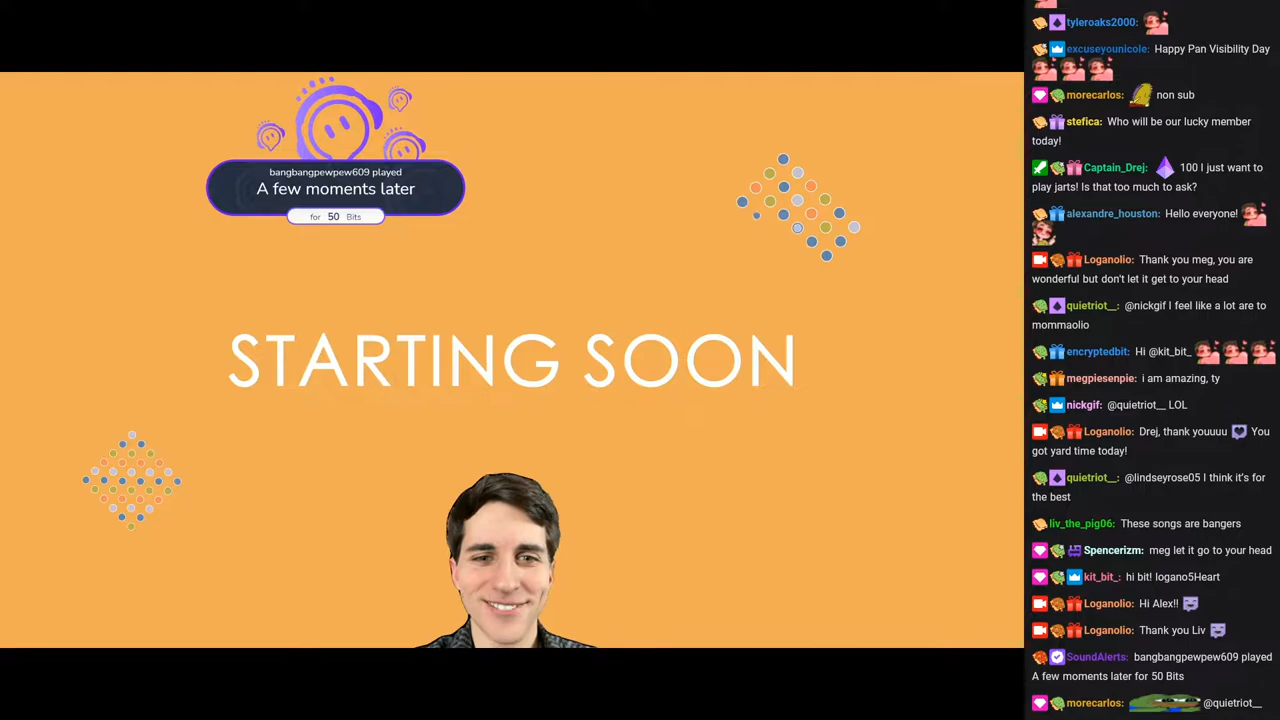 bangbangpewpew609 played
A few moments later
for 50 Bits
STARTING SOON
tyleroaks2000:
excuseyounicole: Happy Pan Visibility Day
morecarlos: non sub
stefica: Who will be our lucky member
today!
Captain_Drej: 100 I just want to
play jarts! Is that too much to ask?
alexandre_houston: Hello everyone!
Loganolio: Thank you meg, you are
wonderful but don't let it get to your head
quietriot__: @nickgif I feel like a lot are to
mommaolio
encryptedbit: Hi @kit_bit_
megpiesenpie: i am amazing, ty
nickgif: @quietriot__ LOL
Loganolio: Drej, thank youuuu You
got yard time today!
quietriot__: @lindseyrose05 I think it's for
the best
liv_the_pig06: These songs are bangers
Spencerizm: meg let it go to your head
kit_bit_: hi bit! logano5Heart
Loganolio: Hi Alex!!
Loganolio: Thank you Liv
SoundAlerts: bangbangpewpew609 played
A few moments later for 50 Bits
morecarlos: @quietriot__